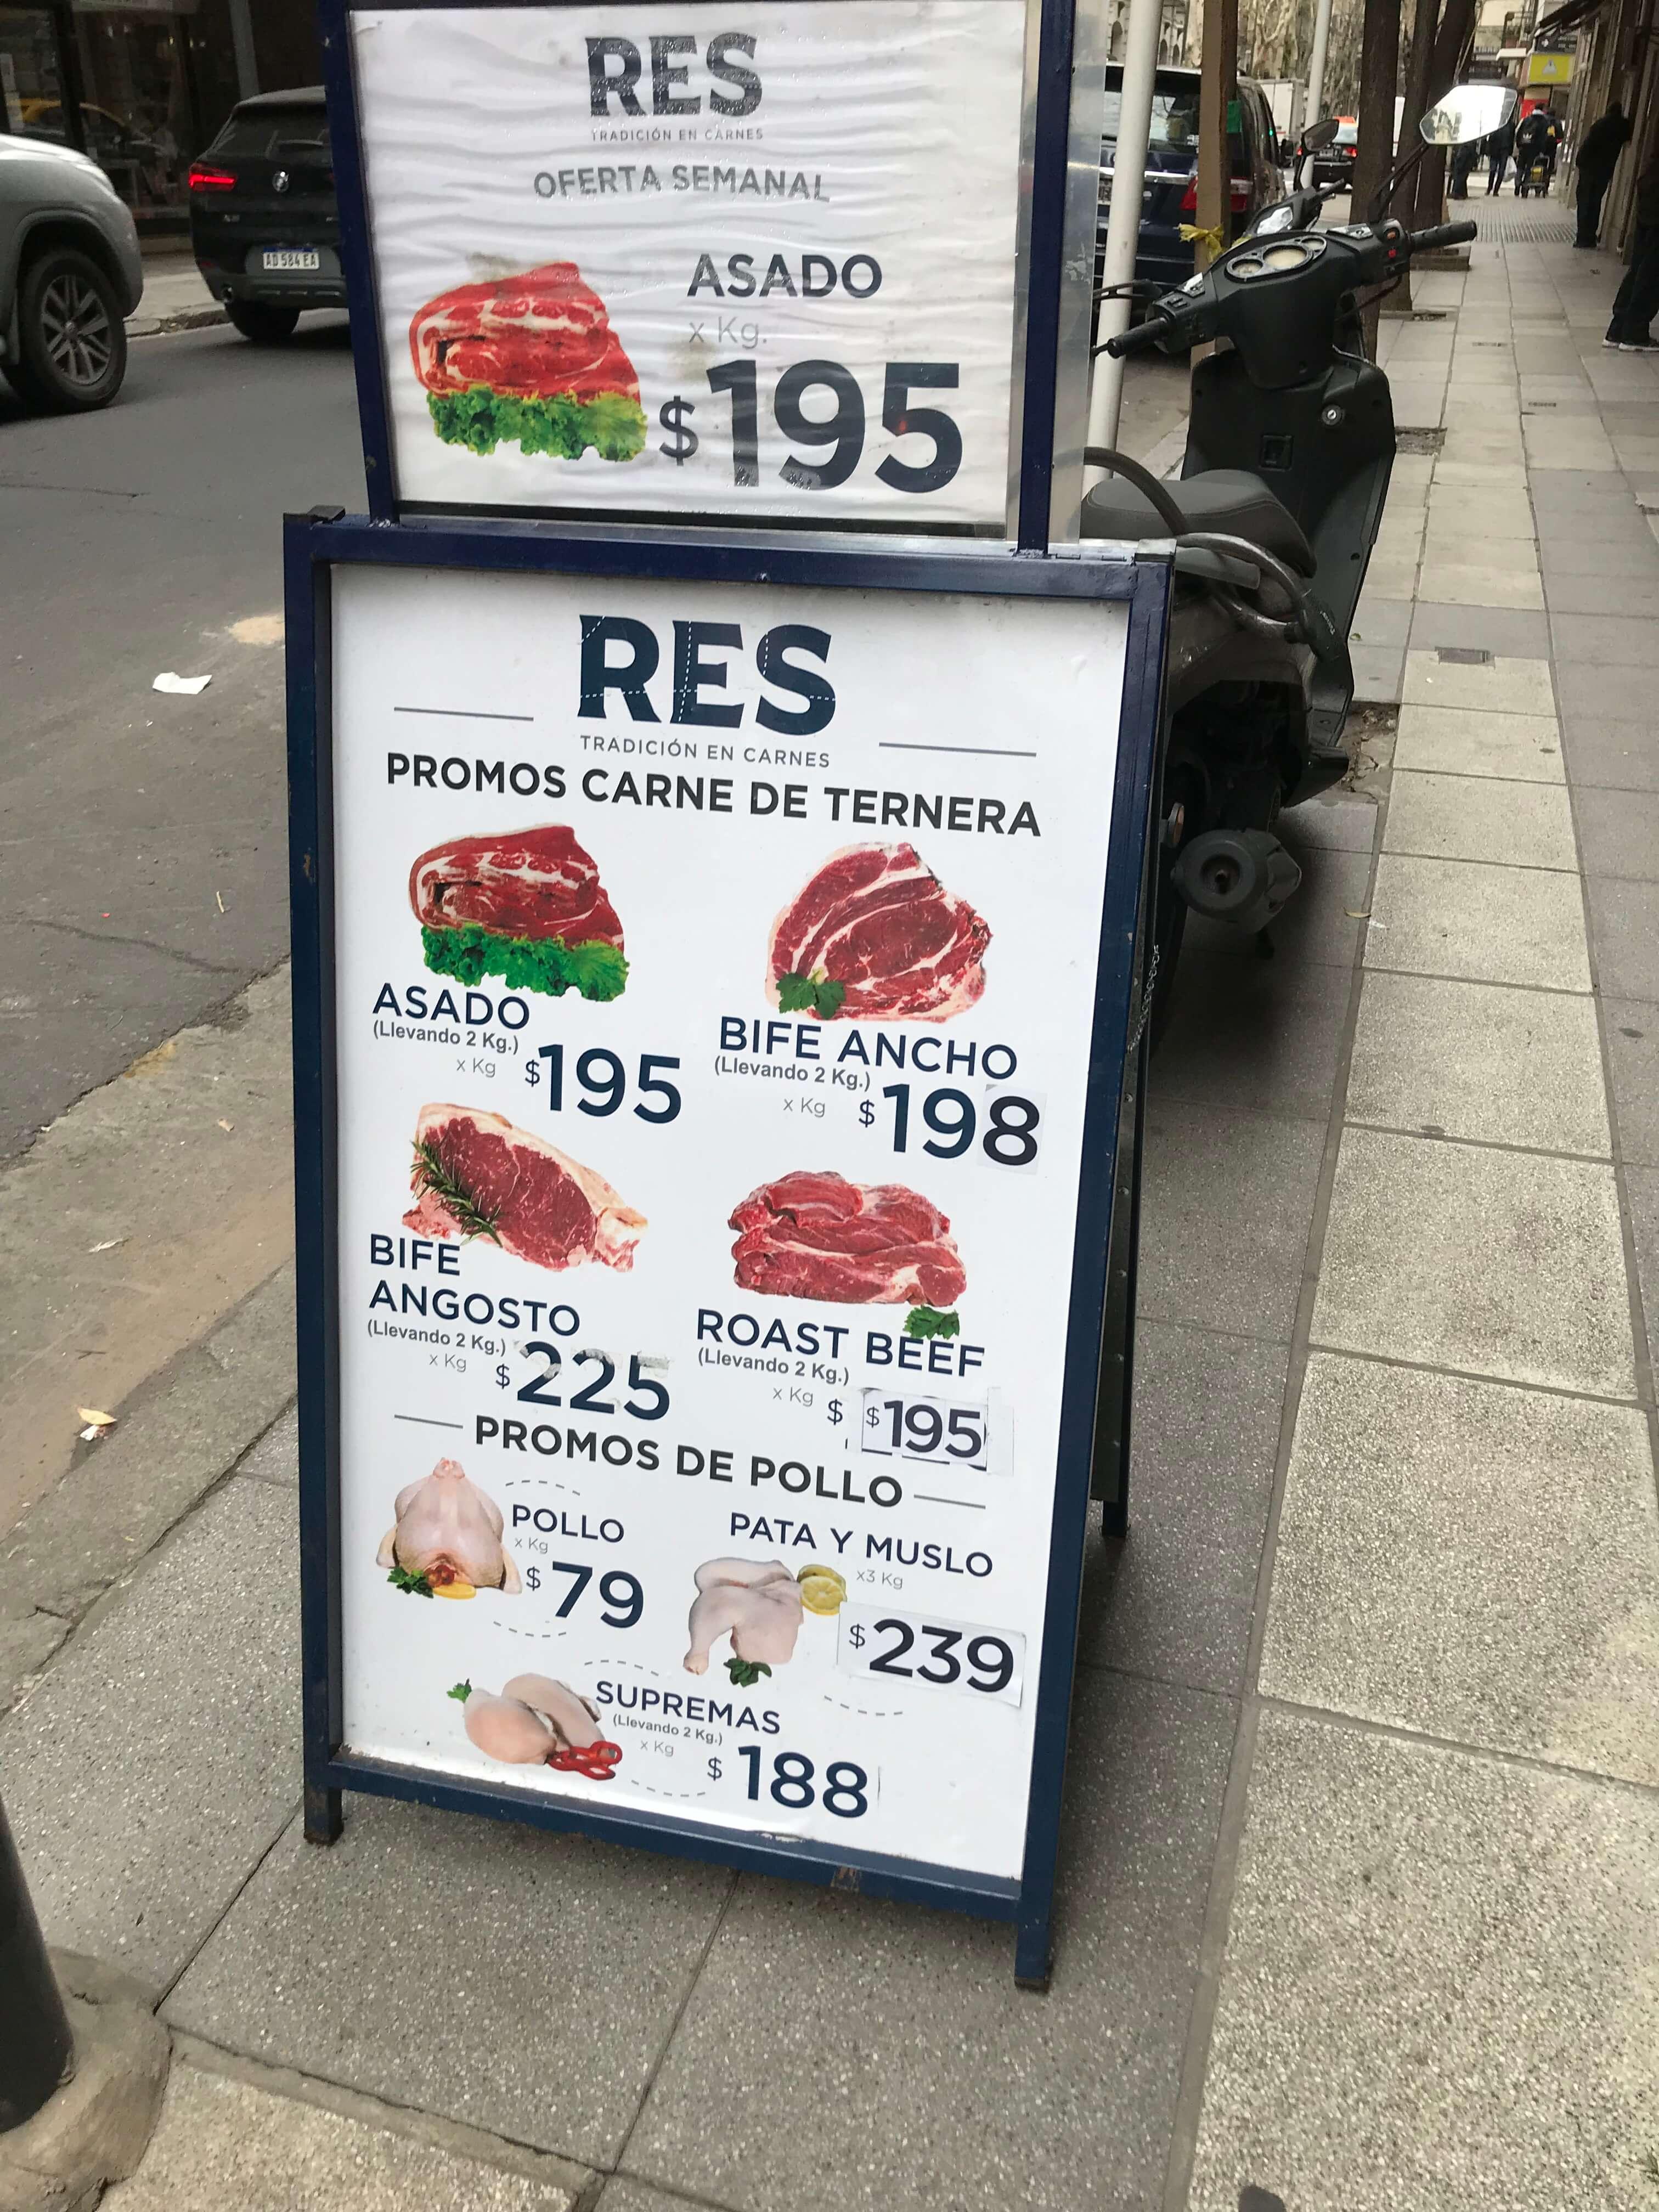 RES
TRADICIÓN EN CARNES
OFERTA SEMANAL
ASADO
x Kg.
$195
RES
TRADICIÓN EN CARNES
PROMOS CARNE DE TERNERA
ASADO
(Llevando 2 Kg.)
x Kg $195
BIFE ANCHO
(Llevando 2 Kg.)
x Kg $198
BIFE
ANGOSTO
(Llevando 2 Kg.)
x Kg $225
ROAST BEEF
(Llevando 2 Kg.)
x Kg $ $195
PROMOS DE POLLO
POLLO
x Kg
$79
PATA Y MUSLO
x3 Kg
$239
SUPREMAS
(Llevando 2 Kg.)
x Kg $188
AD 584 EA